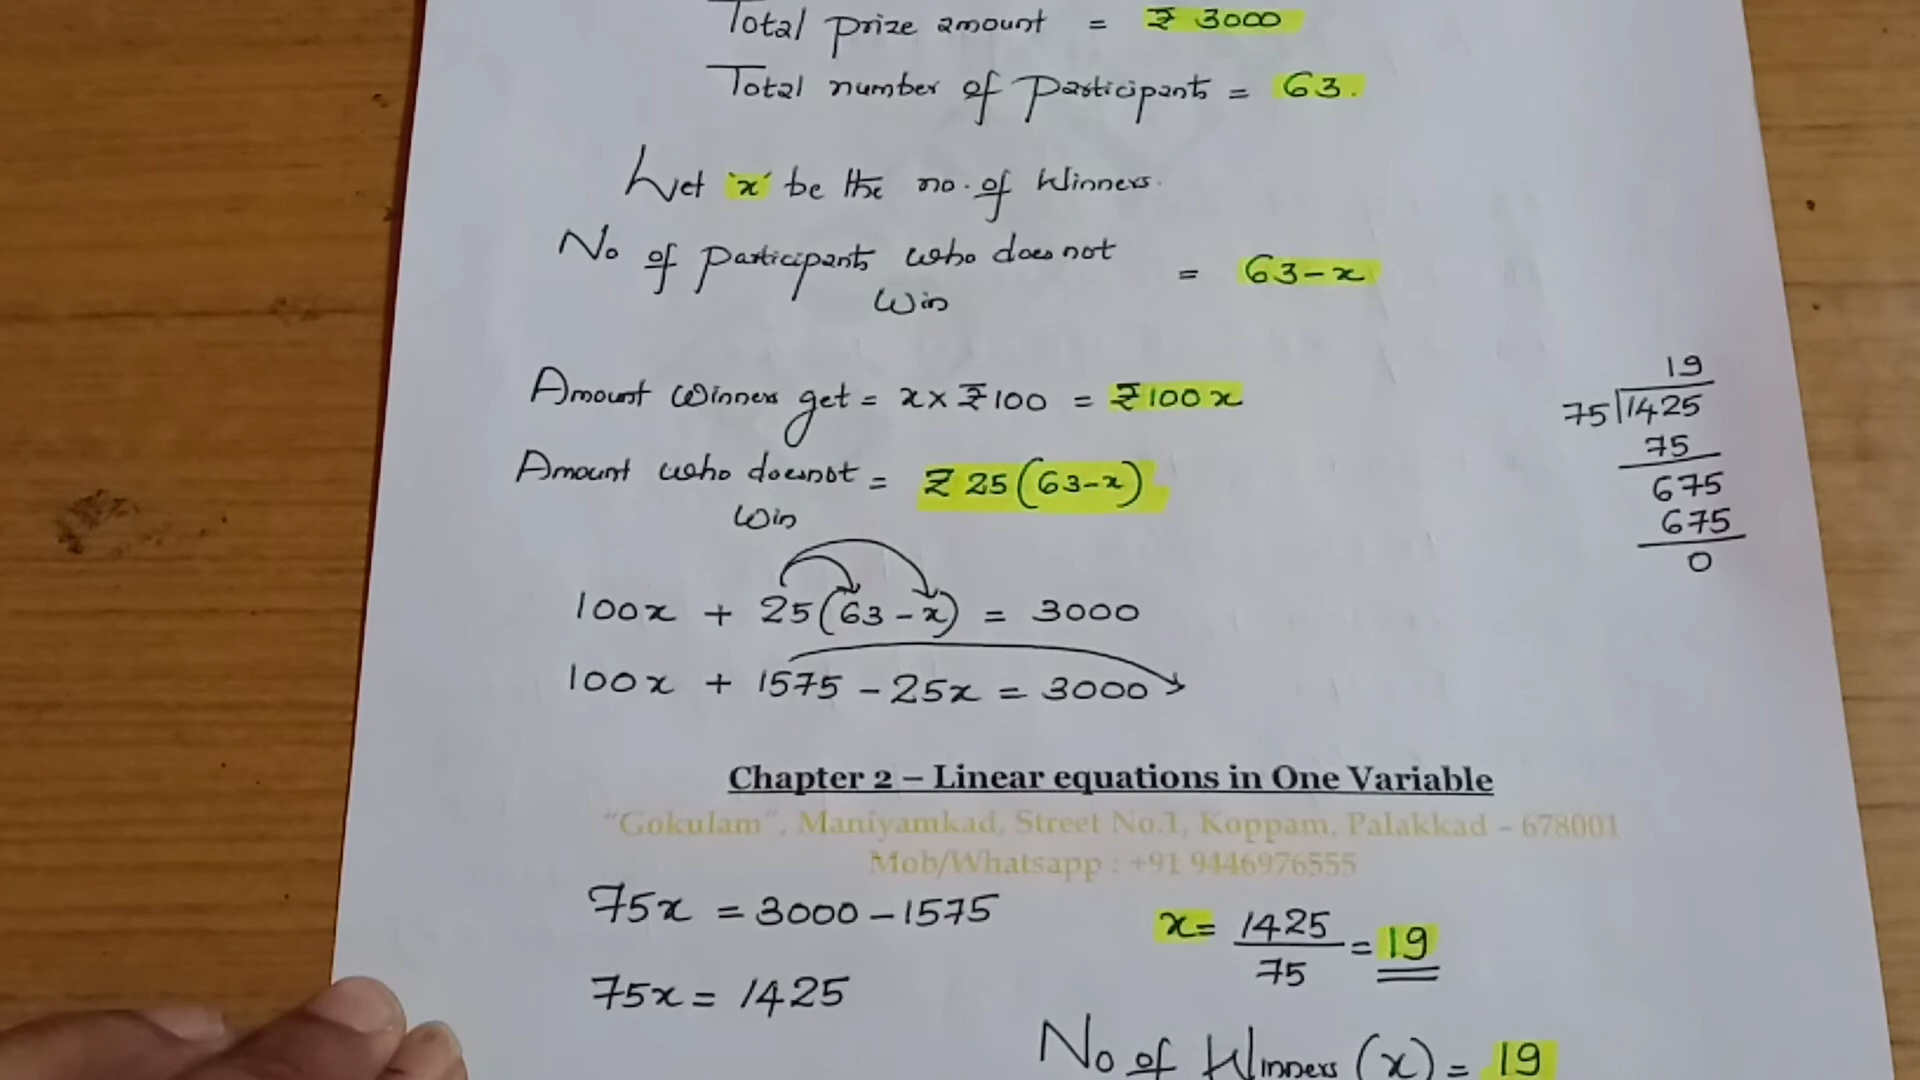 Total prize amount = ₹ 3000
Total number of Participants = 63.
Let 'x' be the no. of Winners.
No of participants who does not = 63-x
Win
Amount Winners get = x × ₹100 = ₹100 x
Amount who doesnot = ₹ 25(63-x)
Win
100x + 25(63-x) = 3000
100x + 1575 - 25x = 3000
19
75|1425
75
675
675
0
Chapter 2 – Linear equations in One Variable
"Gokulam", Maniyamkad, Street No.1, Koppam, Palakkad - 678001
Mob/Whatsapp : +91 9446976555
75x = 3000-1575
75x = 1425
x = 1425/75 = 19
No of Winners (x) = 19